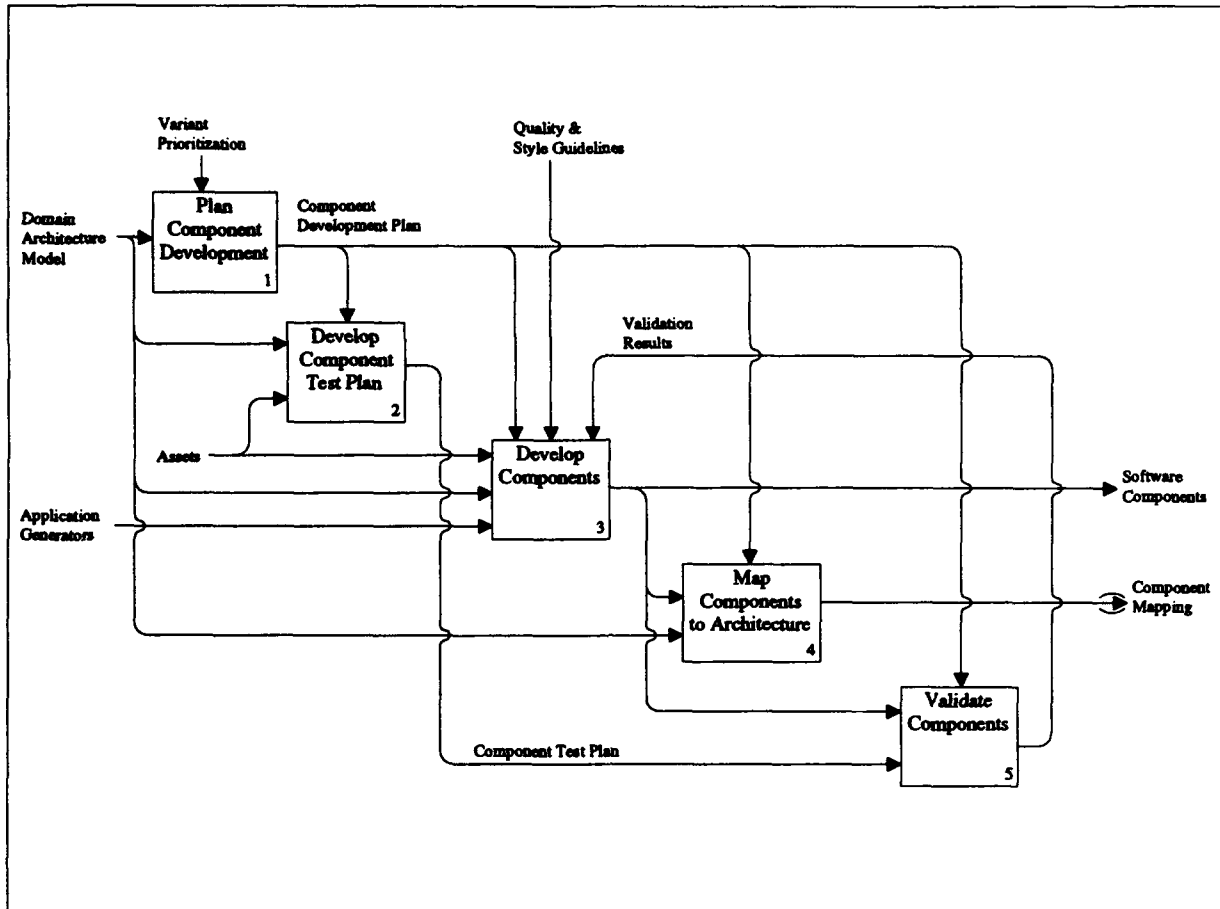 Variant
Prioritization
Quality &
Style Guidelines
Plan
Component
Development
1
Component
Development Plan
Domain
Architecture
Model
Develop
Component
Test Plan
2
Validation
Results
Assets
Develop
Components
3
Software
Components
Application
Generators
Map
Components
to Architecture
4
Component
Mapping
Validate
Components
5
Component Test Plan